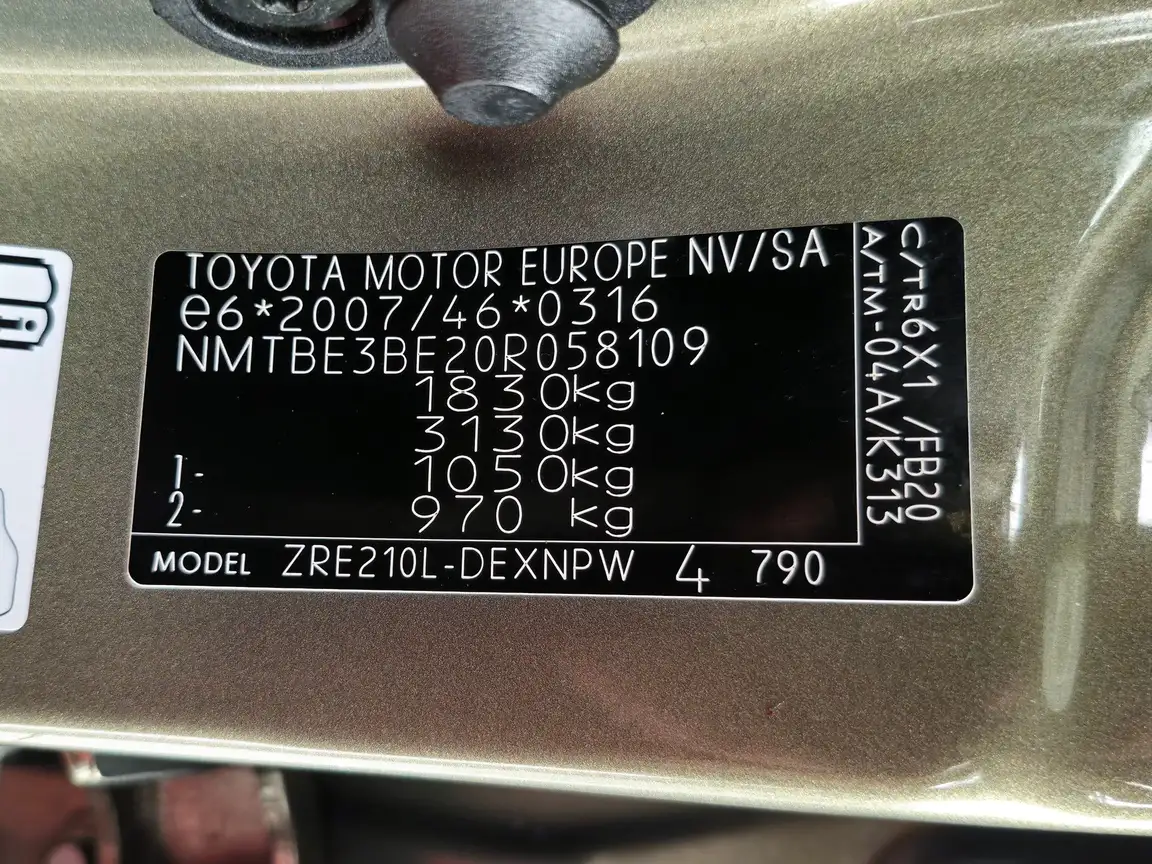 TOYOTA MOTOR EUROPE NV/SA
e6*2007/46*0316
NMTBE3BE20R058109
1830kg
3130kg
1- 1050kg
2- 970 kg
MODEL ZRE210L-DEXNPW 4 790
C/TR6X1 /FB20
A/TM-04A/K313